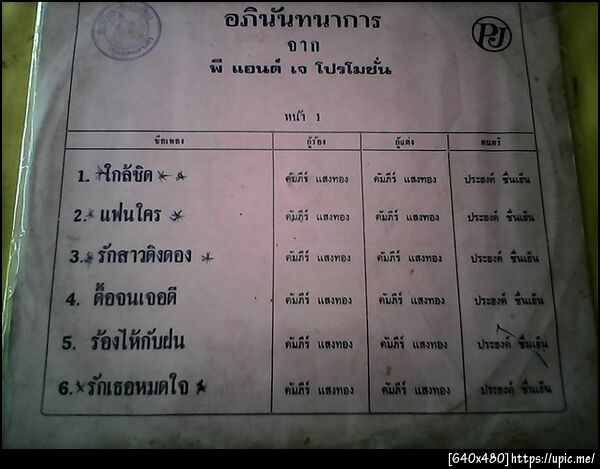 อภินันทนาการ
จาก
พี แอนด์ เจ โปรโมชั่น
PJ
หน้า 1
ชื่อเพลง ผู้ร้อง ผู้แต่ง ดนตรี
1. ใกล้ชิด คัมภีร์ แสงทอง คัมภีร์ แสงทอง ประยงค์ ชื่นเย็น
2. แฟนใคร คัมภีร์ แสงทอง คัมภีร์ แสงทอง ประยงค์ ชื่นเย็น
3. รักสาวดิงดอง คัมภีร์ แสงทอง คัมภีร์ แสงทอง ประยงค์ ชื่นเย็น
4. ด็อจนเจอดี คัมภีร์ แสงทอง คัมภีร์ แสงทอง ประยงค์ ชื่นเย็น
5. ร้องไห้กับฝน คัมภีร์ แสงทอง คัมภีร์ แสงทอง ประยงค์ ชื่นเย็น
6. รักเธอหมดใจ คัมภีร์ แสงทอง คัมภีร์ แสงทอง ประยงค์ ชื่นเย็น
[640x480]https://upic.me/